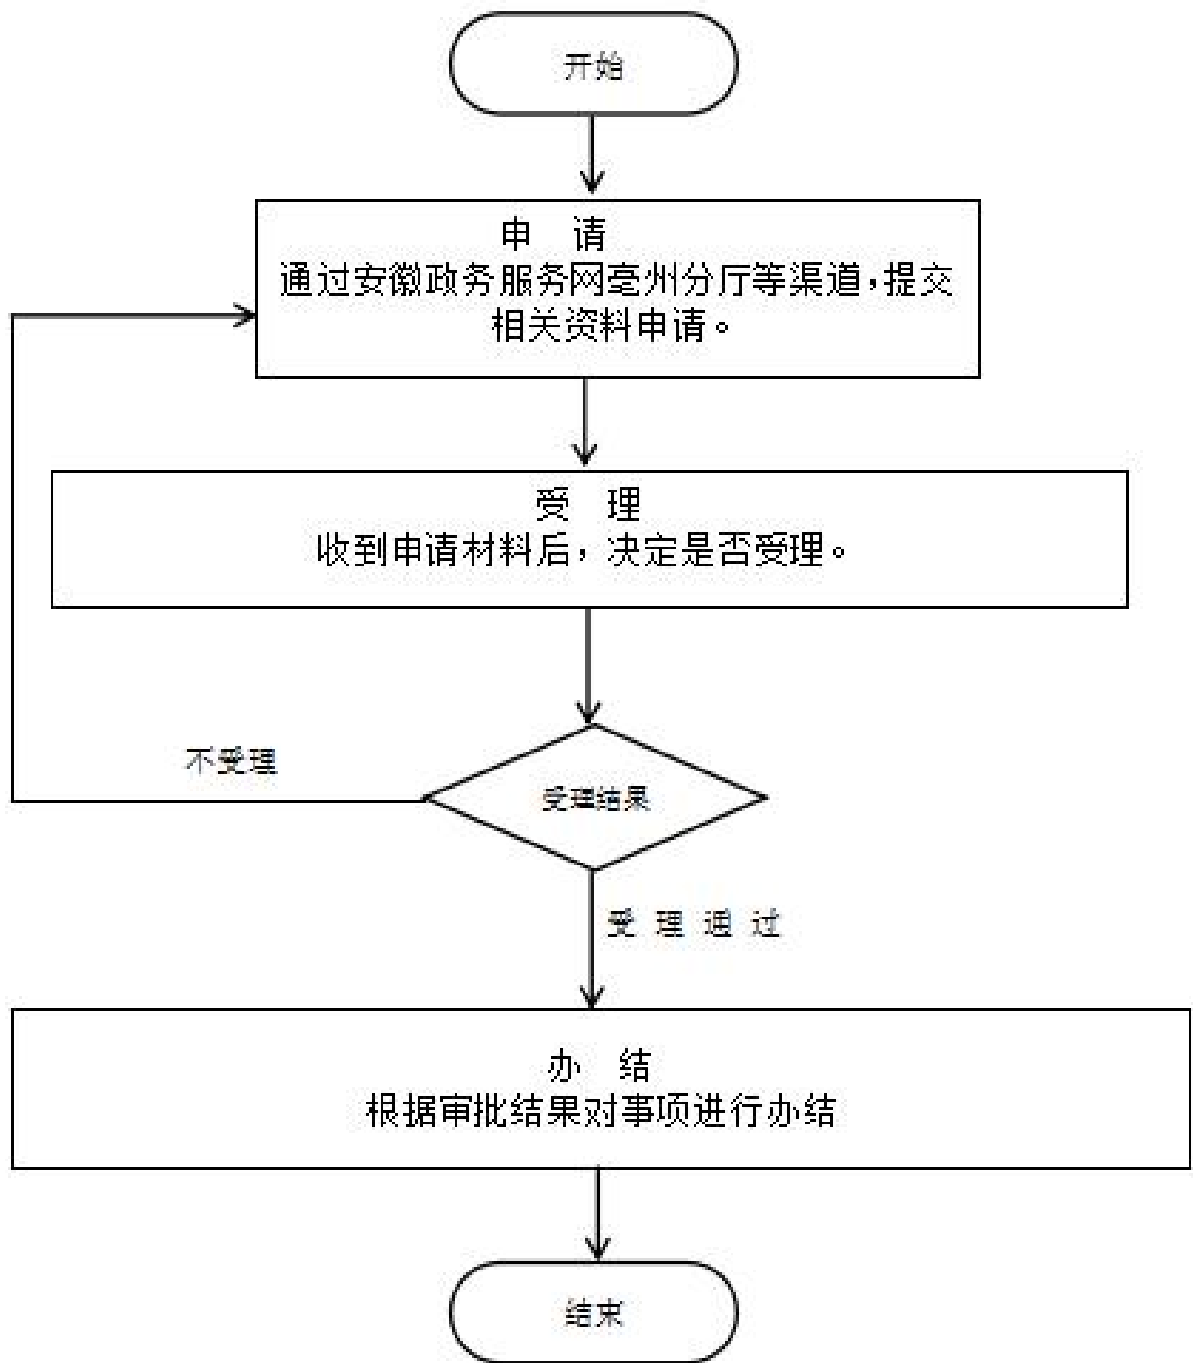 开始
申 请
通过安徽政务服务网亳州分厅等渠道，提交
相关资料申请。
受 理
收到申请材料后，决定是否受理。
不受理
受理结果
受 理 通 过
办 结
根据审批结果对事项进行办结
结束